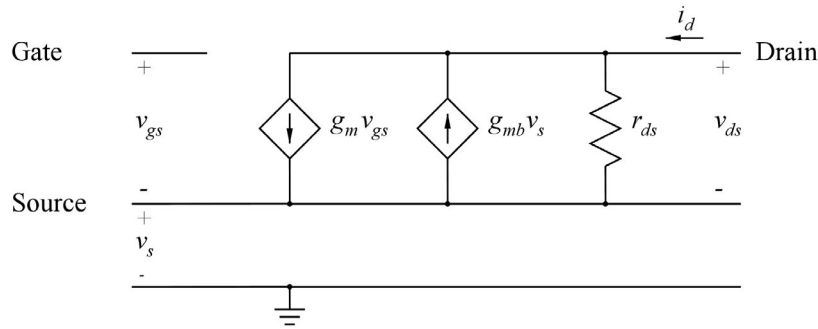 i_d
Gate
Drain
+
+
v_gs
g_m v_gs
g_mb v_s
r_ds
v_ds
-
-
Source
+
v_s
-